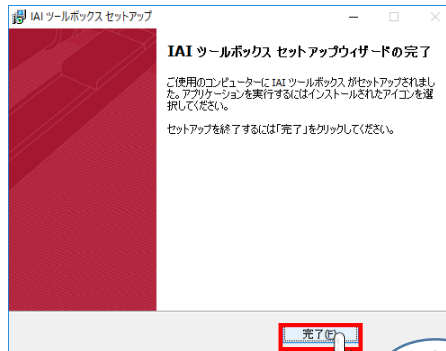 IAI ツールボックス セットアップ
IAI ツールボックス セットアップウィザードの完了
ご使用のコンピューターに IAI ツールボックス がセットアップされまし
た。アプリケーションを実行するにはインストールされたアイコンを選
択してください。
セットアップを終了するには「完了」をクリックしてください。
完了(F)